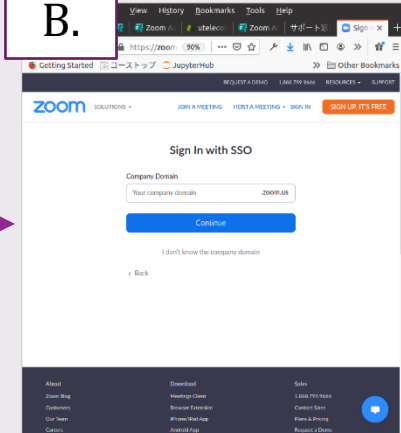 B.
View History Bookmarks Tools Help
Zoom utelecon Zoom サポート Sign
https://zoom 90%
Getting Started コーストップ JupyterHub Other Bookmarks
REQUEST A DEMO 1.888.799.9666 RESOURCES SUPPORT
zoom SOLUTIONS JOIN A MEETING HOST A MEETING SIGN IN SIGN UP, IT'S FREE
Sign In with SSO
Company Domain
Your company domain .zoom.us
Continue
I don't know the company domain
< Back
About Download Sales
Zoom Blog Meetings Client 1.888.799.9666
Customers Browser Extension Contact Sales
Our Team iPhone/iPad App Plans & Pricing
Careers Android App Request a Demo